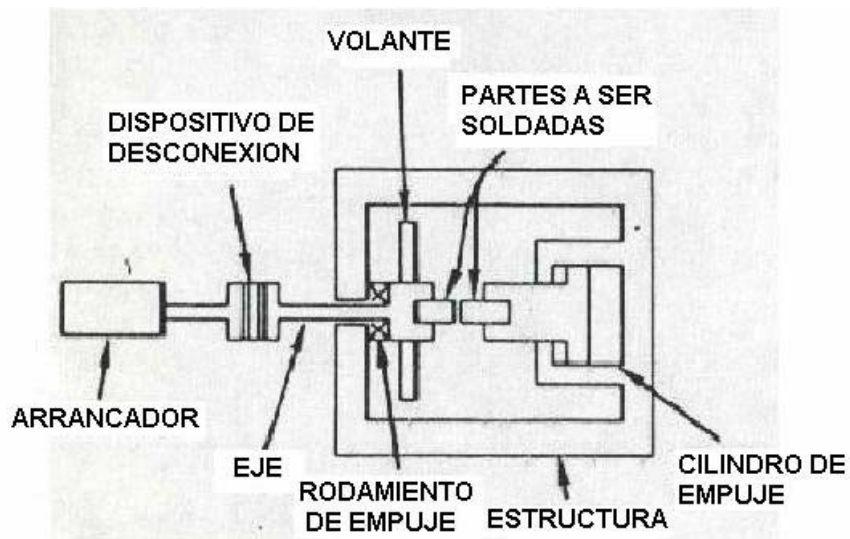 VOLANTE
PARTES A SER
SOLDADAS
DISPOSITIVO DE
DESCONEXION
ARRANCADOR
EJE
RODAMIENTO
DE EMPUJE
ESTRUCTURA
CILINDRO DE
EMPUJE